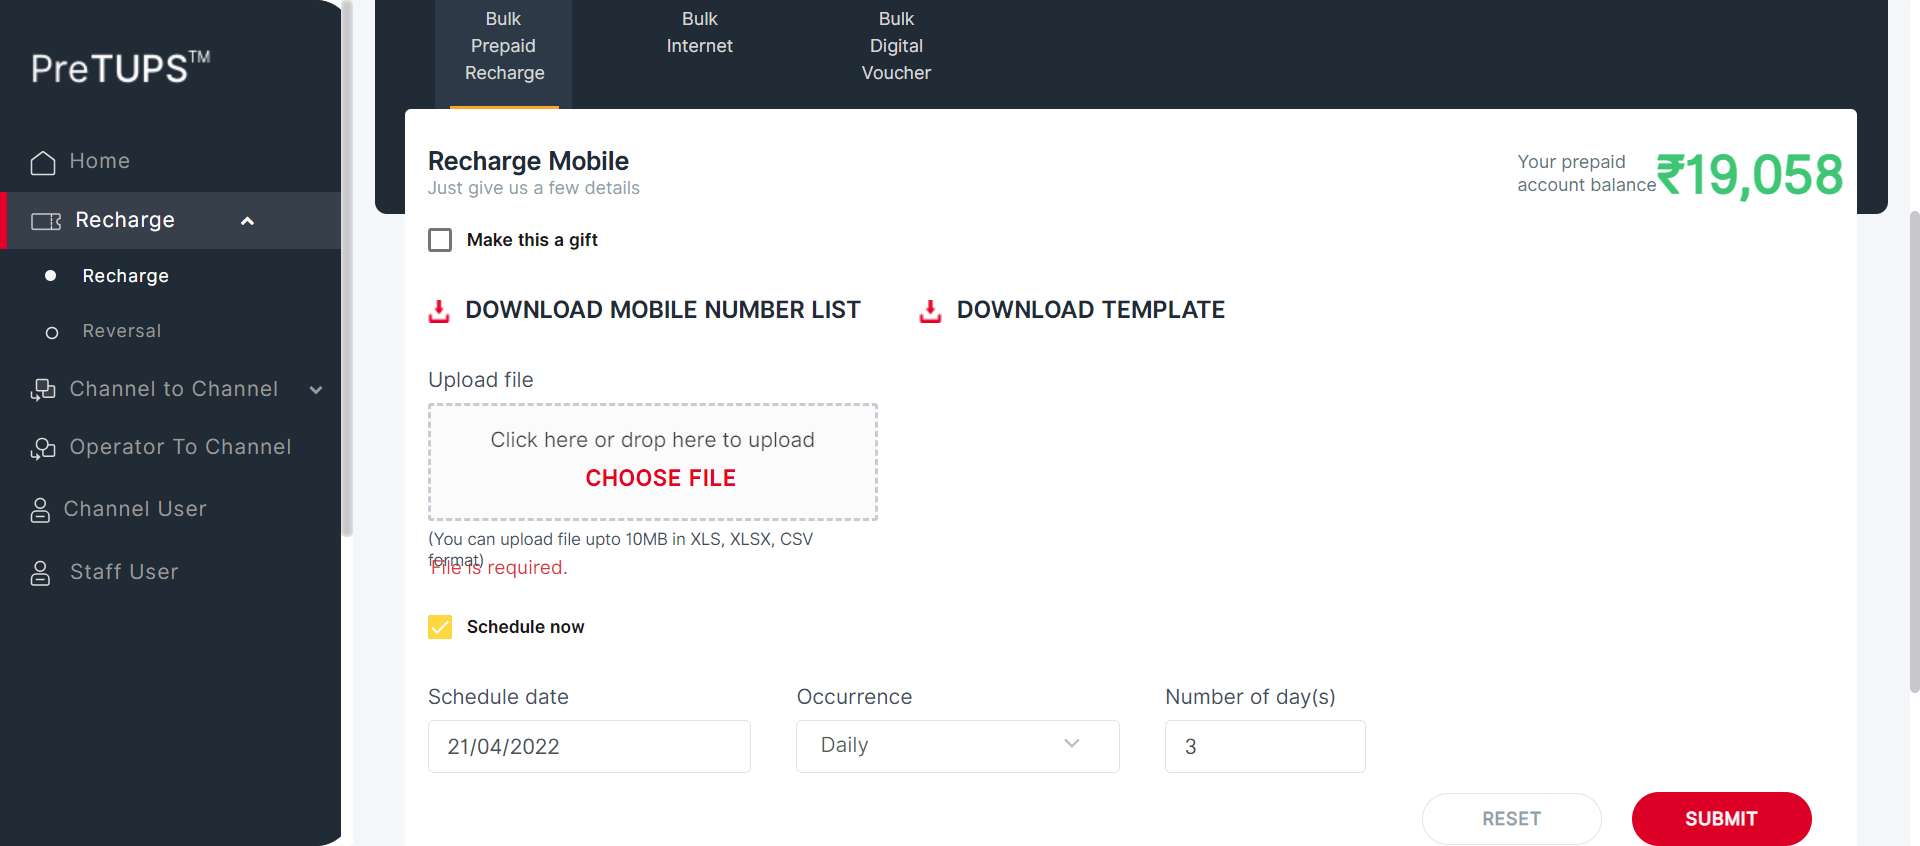 PreTUPS™
Home
Recharge
Recharge
Reversal
Channel to Channel
Operator To Channel
Channel User
Staff User
Bulk
Prepaid
Recharge
Bulk
Internet
Bulk
Digital
Voucher
Recharge Mobile
Just give us a few details
Your prepaid
account balance
₹19,058
Make this a gift
DOWNLOAD MOBILE NUMBER LIST
DOWNLOAD TEMPLATE
Upload file
Click here or drop here to upload
CHOOSE FILE
(You can upload file upto 10MB in XLS, XLSX, CSV
format)
File is required.
Schedule now
Schedule date
21/04/2022
Occurrence
Daily
Number of day(s)
3
RESET
SUBMIT